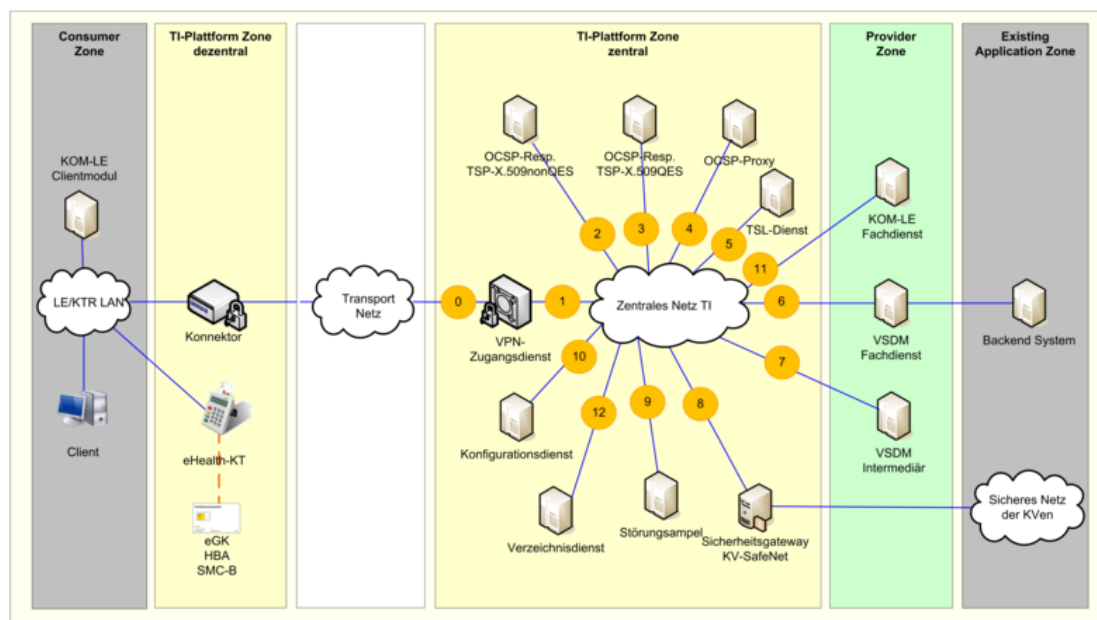 Consumer
Zone
TI-Plattform Zone
dezentral
TI-Plattform Zone
zentral
Provider
Zone
Existing
Application Zone
KOM-LE
Clientmodul
LE/KTR LAN
Client
Konnektor
eHealth-KT
eGK
HBA
SMC-B
Transport
Netz
0
VPN-
Zugangsdienst
1
OCSP-Resp.
TSP-X.509nonQES
OCSP-Resp.
TSP-X.509QES
OCSP-Proxy
TSL-Dienst
2
3
4
5
11
Zentrales Netz TI
6
7
10
12
9
8
Konfigurationsdienst
Verzeichnisdienst
Störungsampel
Sicherheitsgateway
KV-SafeNet
KOM-LE
Fachdienst
VSDM
Fachdienst
VSDM
Intermediär
Backend System
Sicheres Netz
der KVen